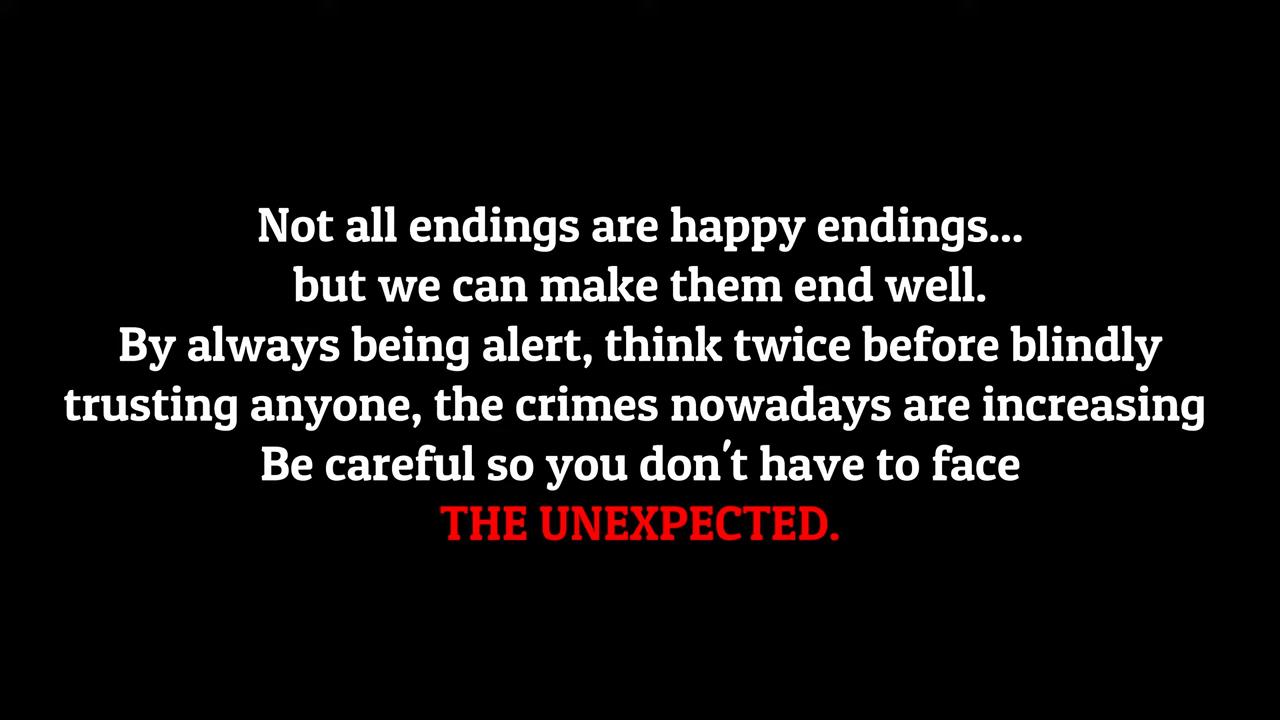 Not all endings are happy endings...
but we can make them end well.
By always being alert, think twice before blindly
trusting anyone, the crimes nowadays are increasing
Be careful so you don't have to face
THE UNEXPECTED.